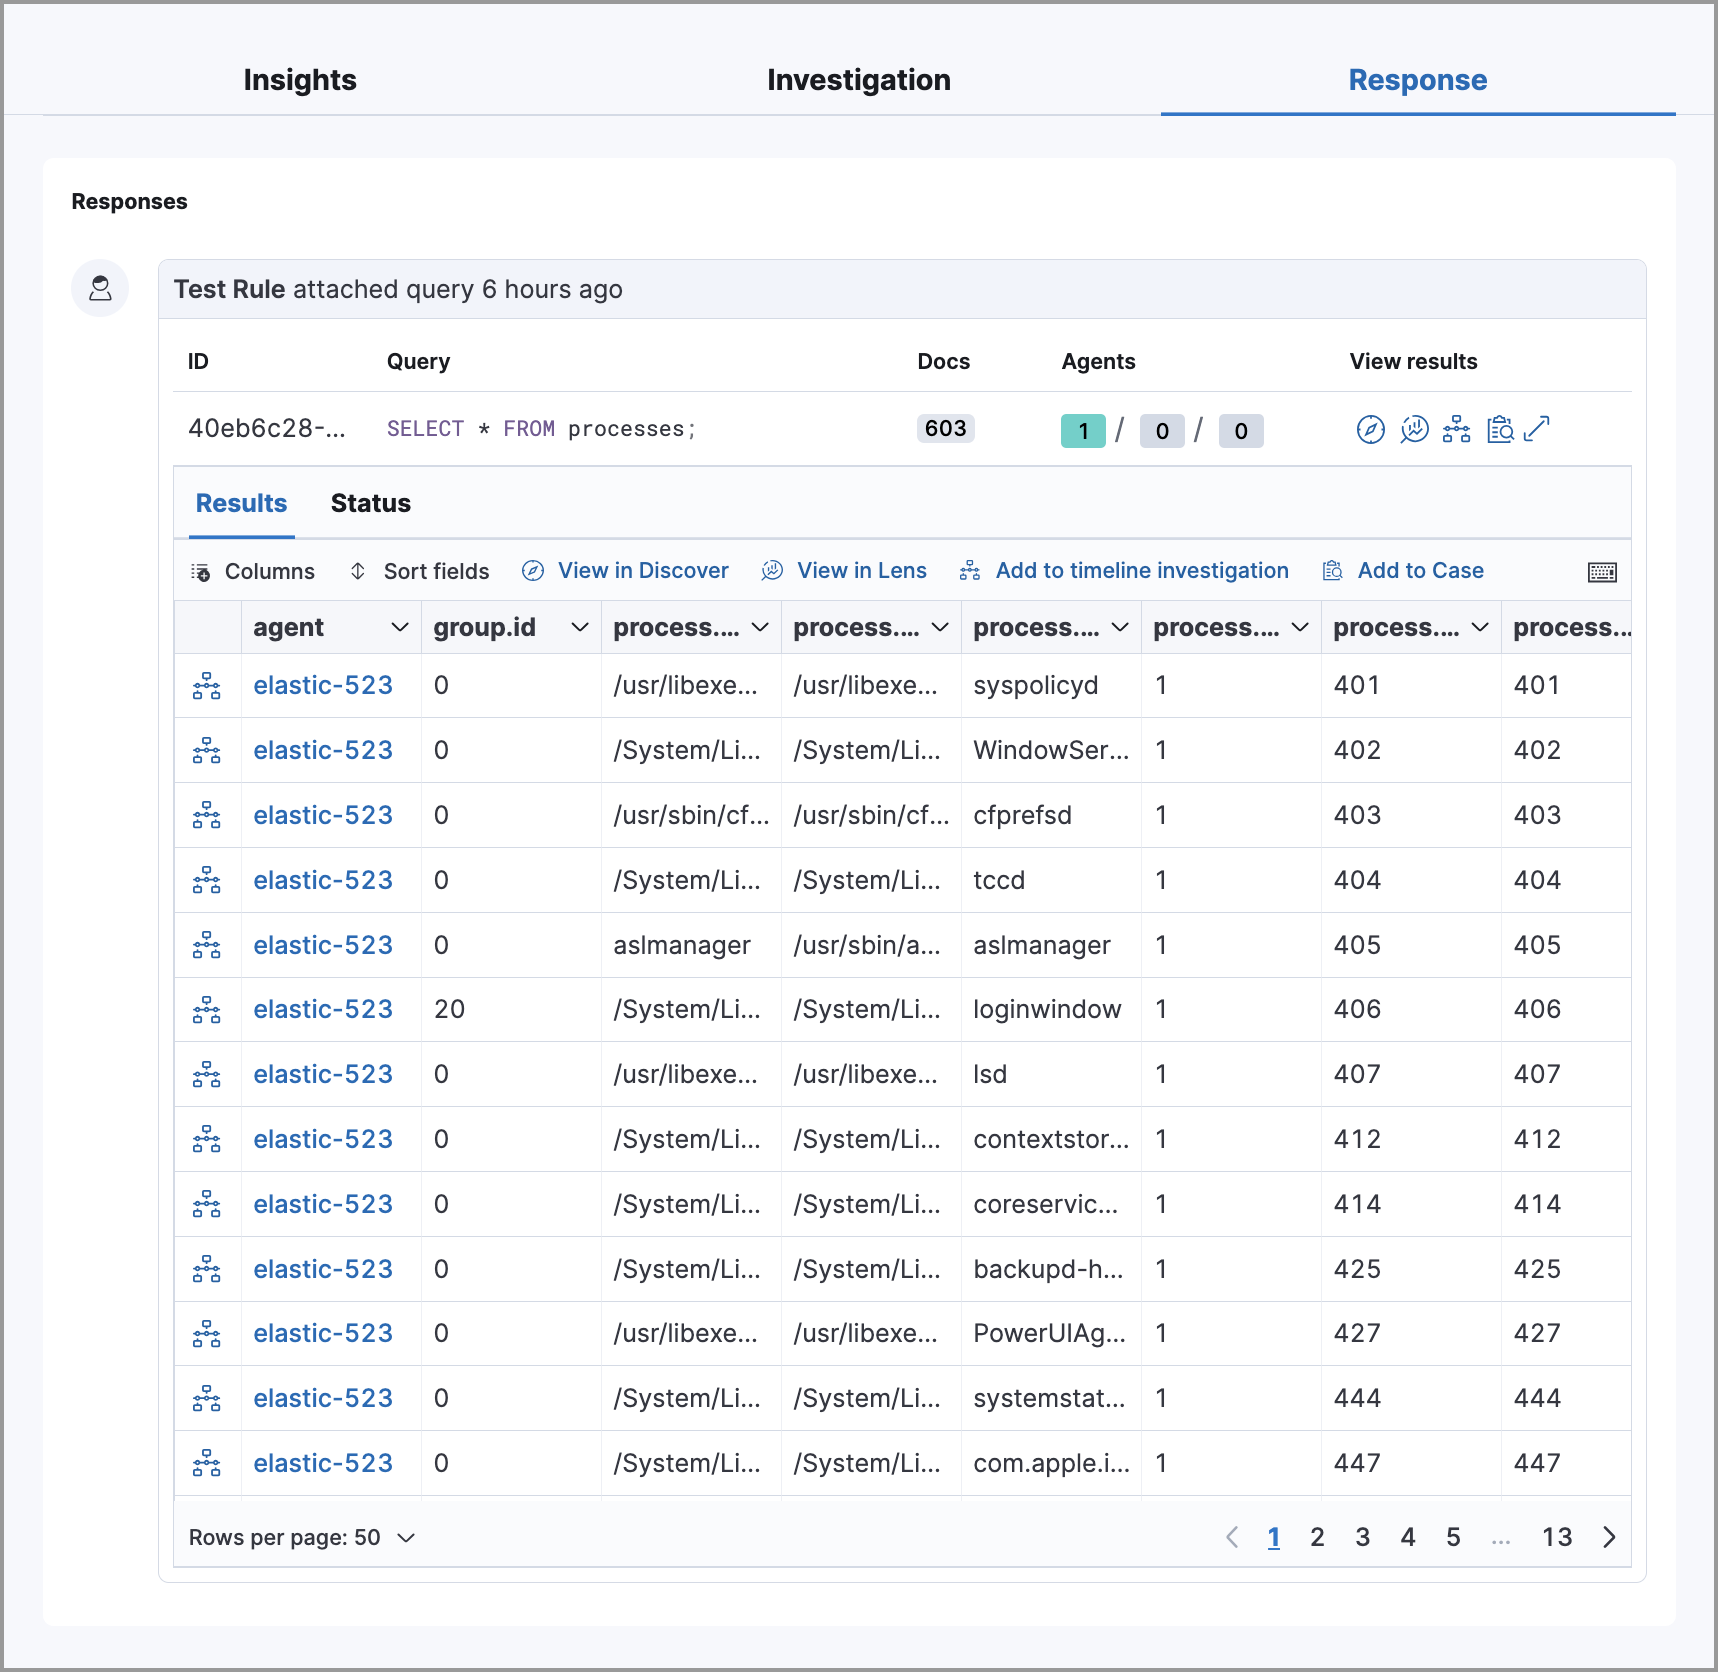 Insights Investigation Response
Responses
Test Rule attached query 6 hours ago
ID Query Docs Agents View results
40eb6c28-... SELECT * FROM processes; 603 1 / 0 / 0
Results Status
Columns Sort fields View in Discover View in Lens Add to timeline investigation Add to Case
agent group.id process.... process.... process.... process.... process.... process...
elastic-523 0 /usr/libexe... /usr/libexe... syspolicyd 1 401 401
elastic-523 0 /System/Li... /System/Li... WindowSer... 1 402 402
elastic-523 0 /usr/sbin/cf... /usr/sbin/cf... cfprefsd 1 403 403
elastic-523 0 /System/Li... /System/Li... tccd 1 404 404
elastic-523 0 aslmanager /usr/sbin/a... aslmanager 1 405 405
elastic-523 20 /System/Li... /System/Li... loginwindow 1 406 406
elastic-523 0 /usr/libexe... /usr/libexe... lsd 1 407 407
elastic-523 0 /System/Li... /System/Li... contextstor... 1 412 412
elastic-523 0 /System/Li... /System/Li... coreservic... 1 414 414
elastic-523 0 /System/Li... /System/Li... backupd-h... 1 425 425
elastic-523 0 /usr/libexe... /usr/libexe... PowerUIAg... 1 427 427
elastic-523 0 /System/Li... /System/Li... systemstat... 1 444 444
elastic-523 0 /System/Li... /System/Li... com.apple.i... 1 447 447
Rows per page: 50 1 2 3 4 5 ... 13